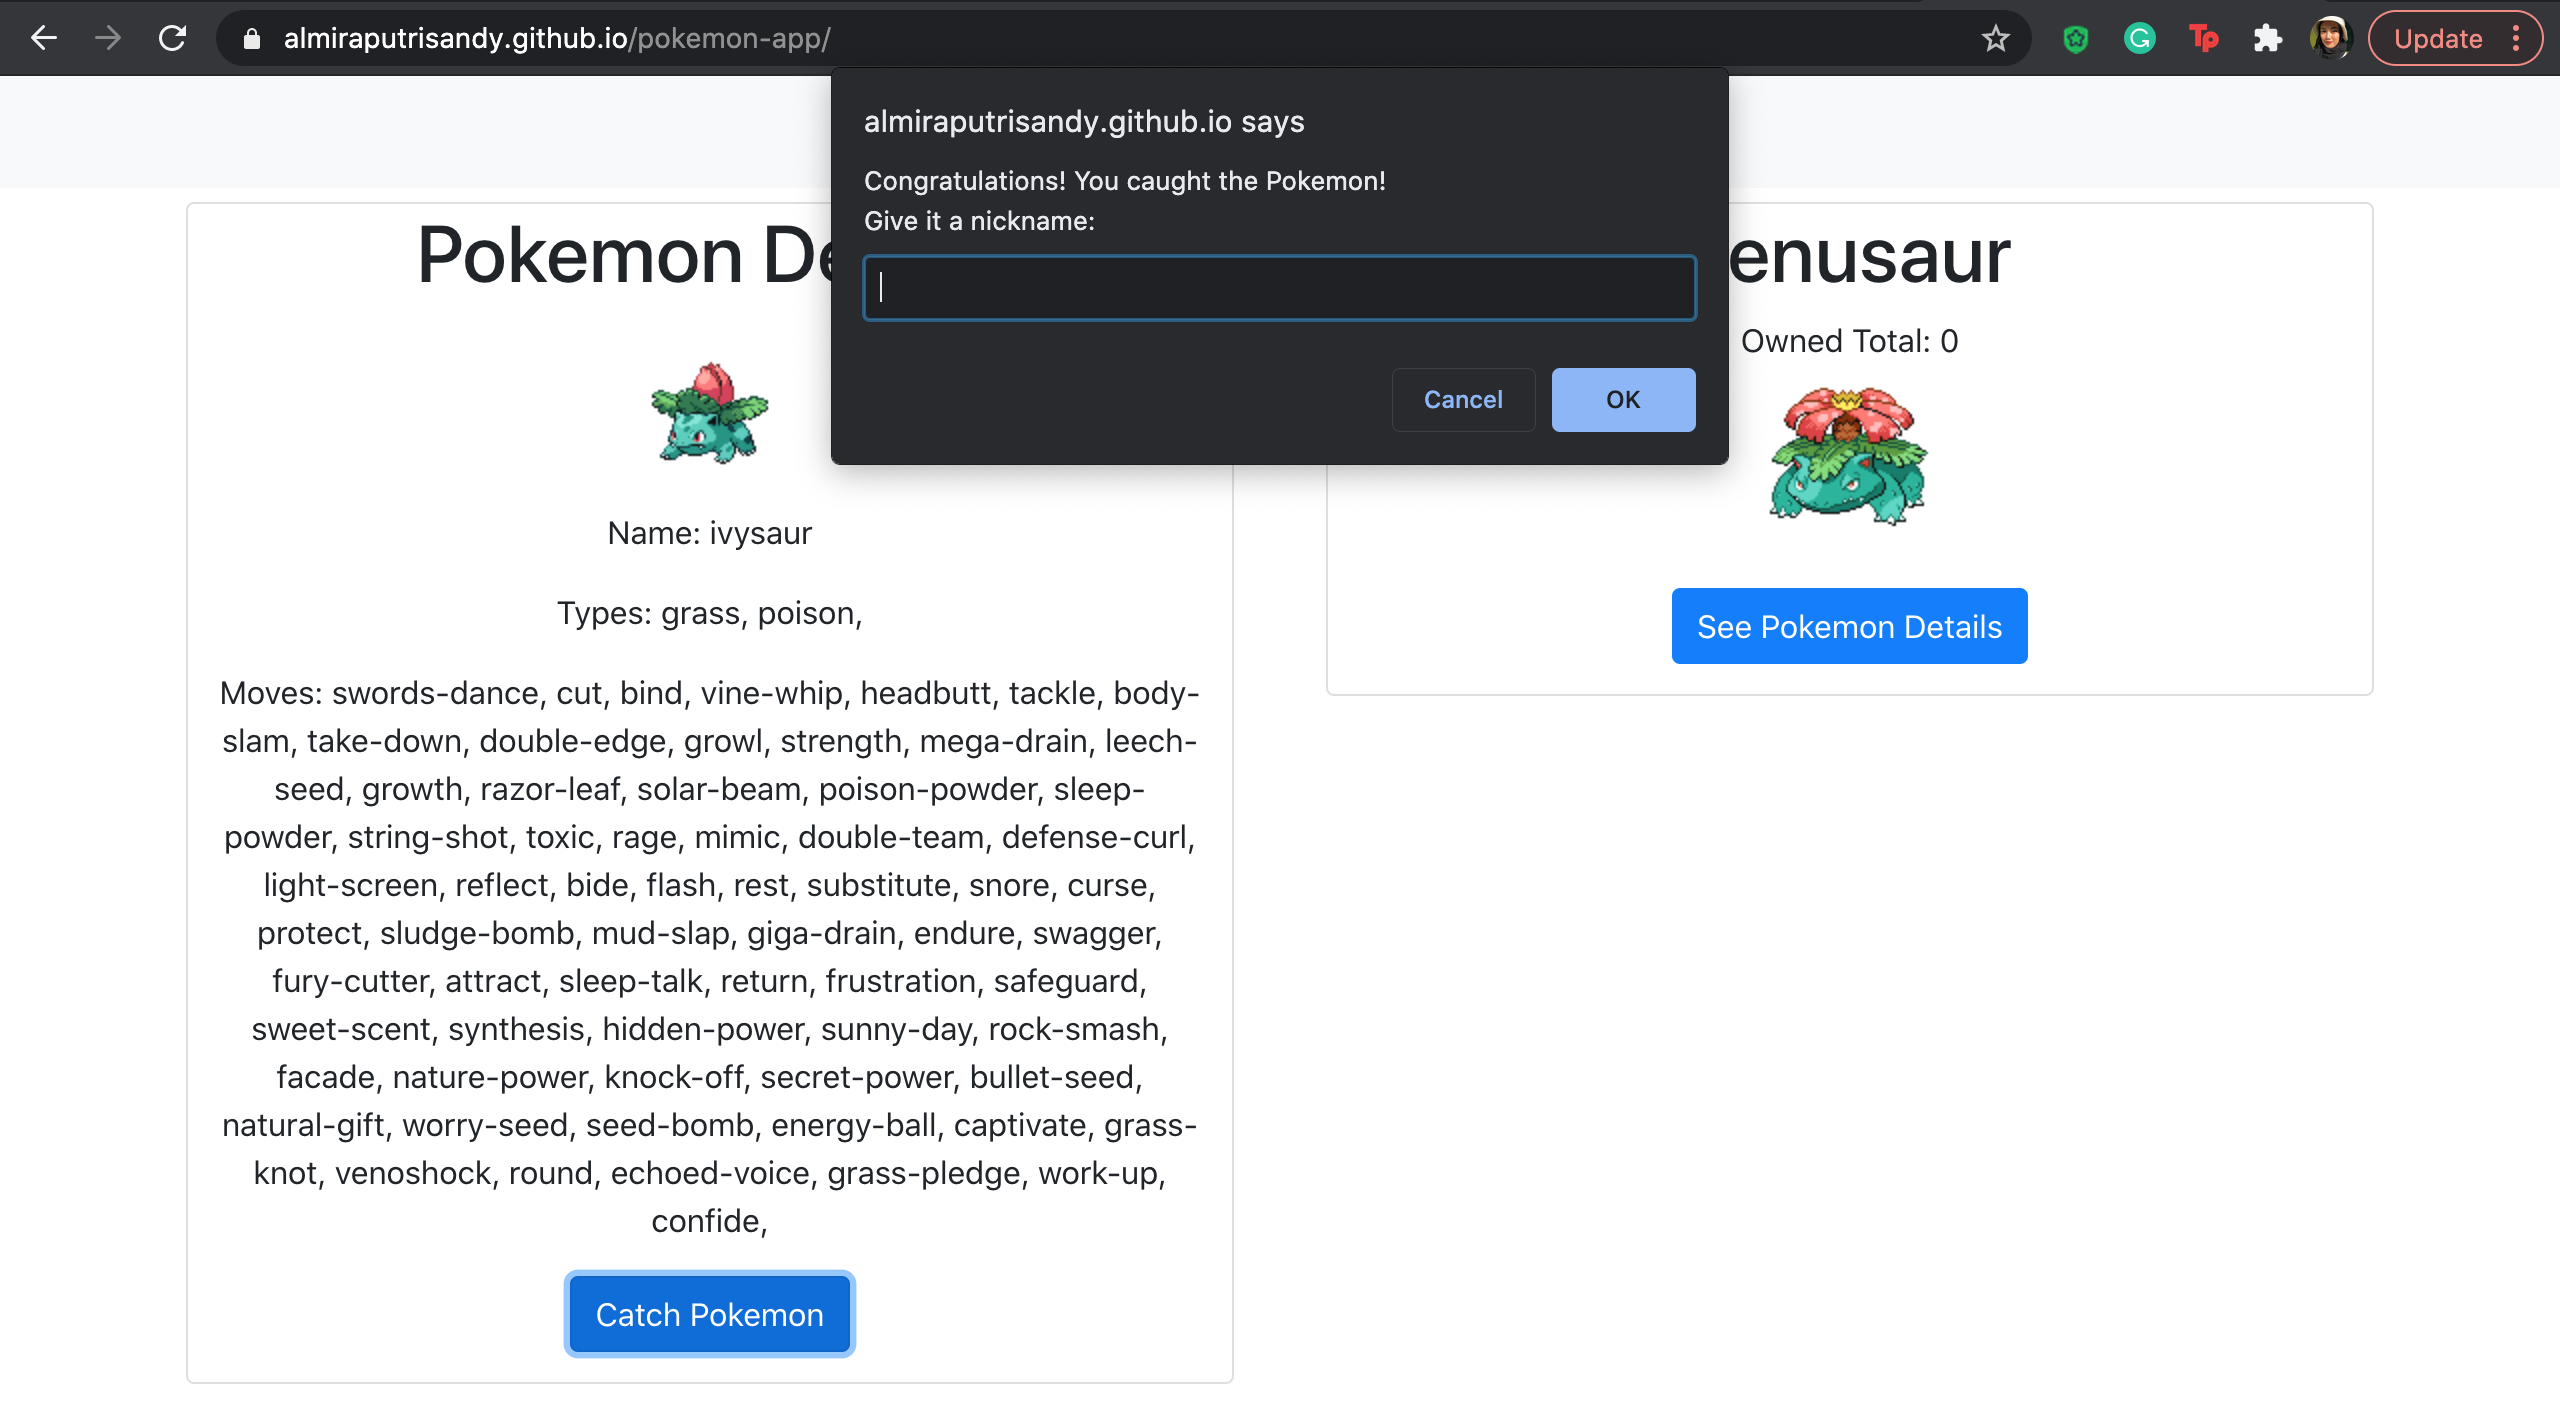 almiraputrisandy.github.io/pokemon-app/
Tp
Update
almiraputrisandy.github.io says
Congratulations! You caught the Pokemon!
Give it a nickname:
Cancel
OK
Pokemon De
Name: ivysaur
Types: grass, poison,
Moves: swords-dance, cut, bind, vine-whip, headbutt, tackle, body-
slam, take-down, double-edge, growl, strength, mega-drain, leech-
seed, growth, razor-leaf, solar-beam, poison-powder, sleep-
powder, string-shot, toxic, rage, mimic, double-team, defense-curl,
light-screen, reflect, bide, flash, rest, substitute, snore, curse,
protect, sludge-bomb, mud-slap, giga-drain, endure, swagger,
fury-cutter, attract, sleep-talk, return, frustration, safeguard,
sweet-scent, synthesis, hidden-power, sunny-day, rock-smash,
facade, nature-power, knock-off, secret-power, bullet-seed,
natural-gift, worry-seed, seed-bomb, energy-ball, captivate, grass-
knot, venoshock, round, echoed-voice, grass-pledge, work-up,
confide,
Catch Pokemon
enusaur
Owned Total: 0
See Pokemon Details